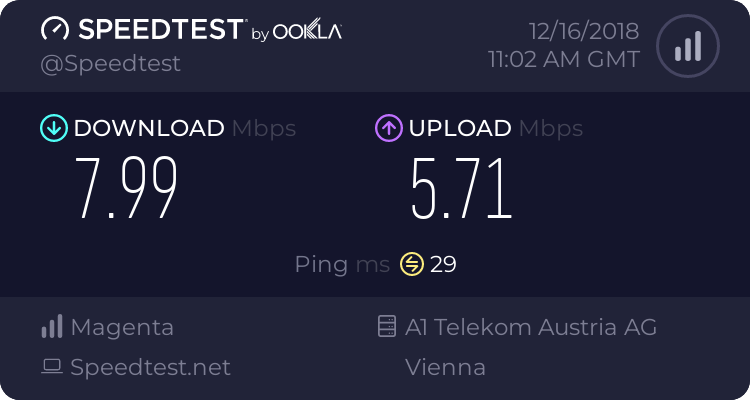 SPEEDTEST by OOKLA
@Speedtest
12/16/2018
11:02 AM GMT
DOWNLOAD Mbps
7.99
UPLOAD Mbps
5.71
Ping ms 29
Magenta
Speedtest.net
A1 Telekom Austria AG
Vienna